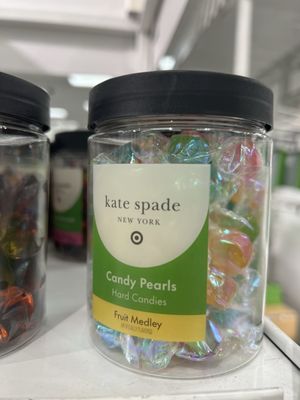 kate spade
NEW YORK
Candy Pearls
Hard Candies
Fruit Medley